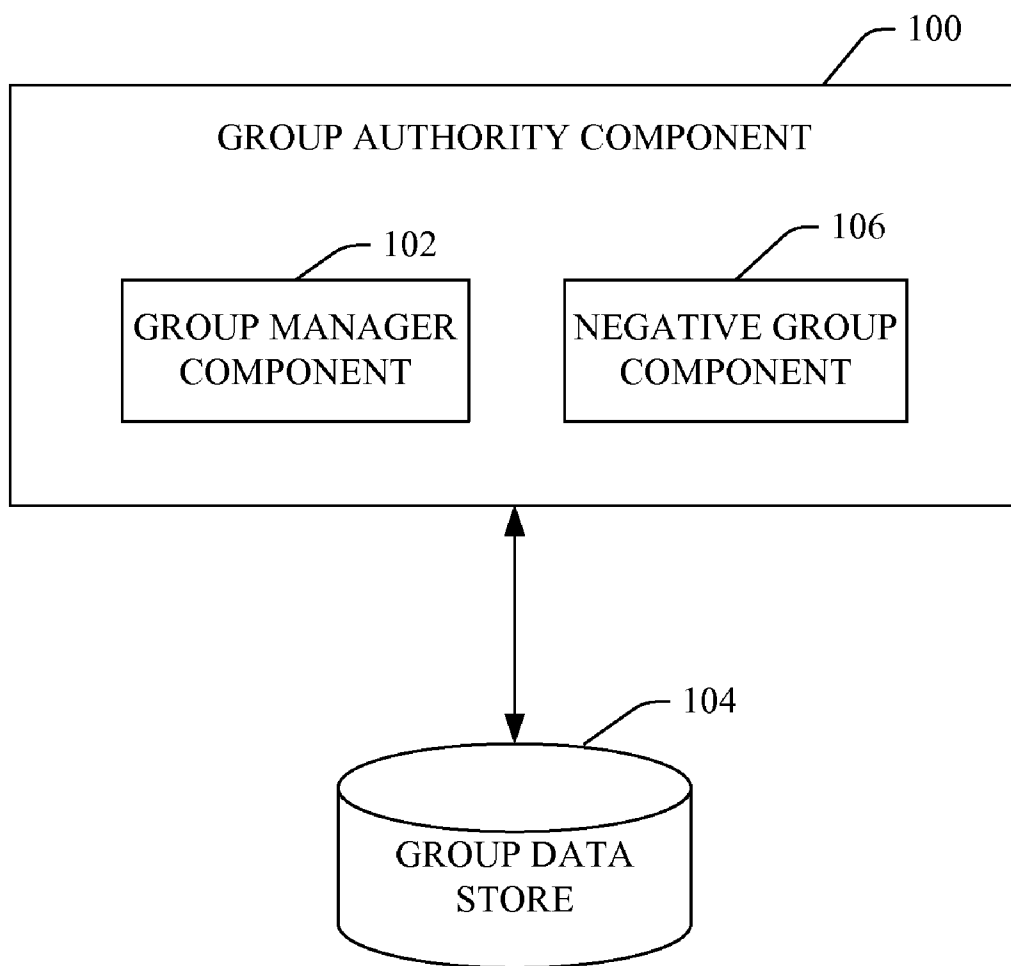 100
GROUP AUTHORITY COMPONENT
102
106
GROUP MANAGER
COMPONENT
NEGATIVE GROUP
COMPONENT
104
GROUP DATA
STORE